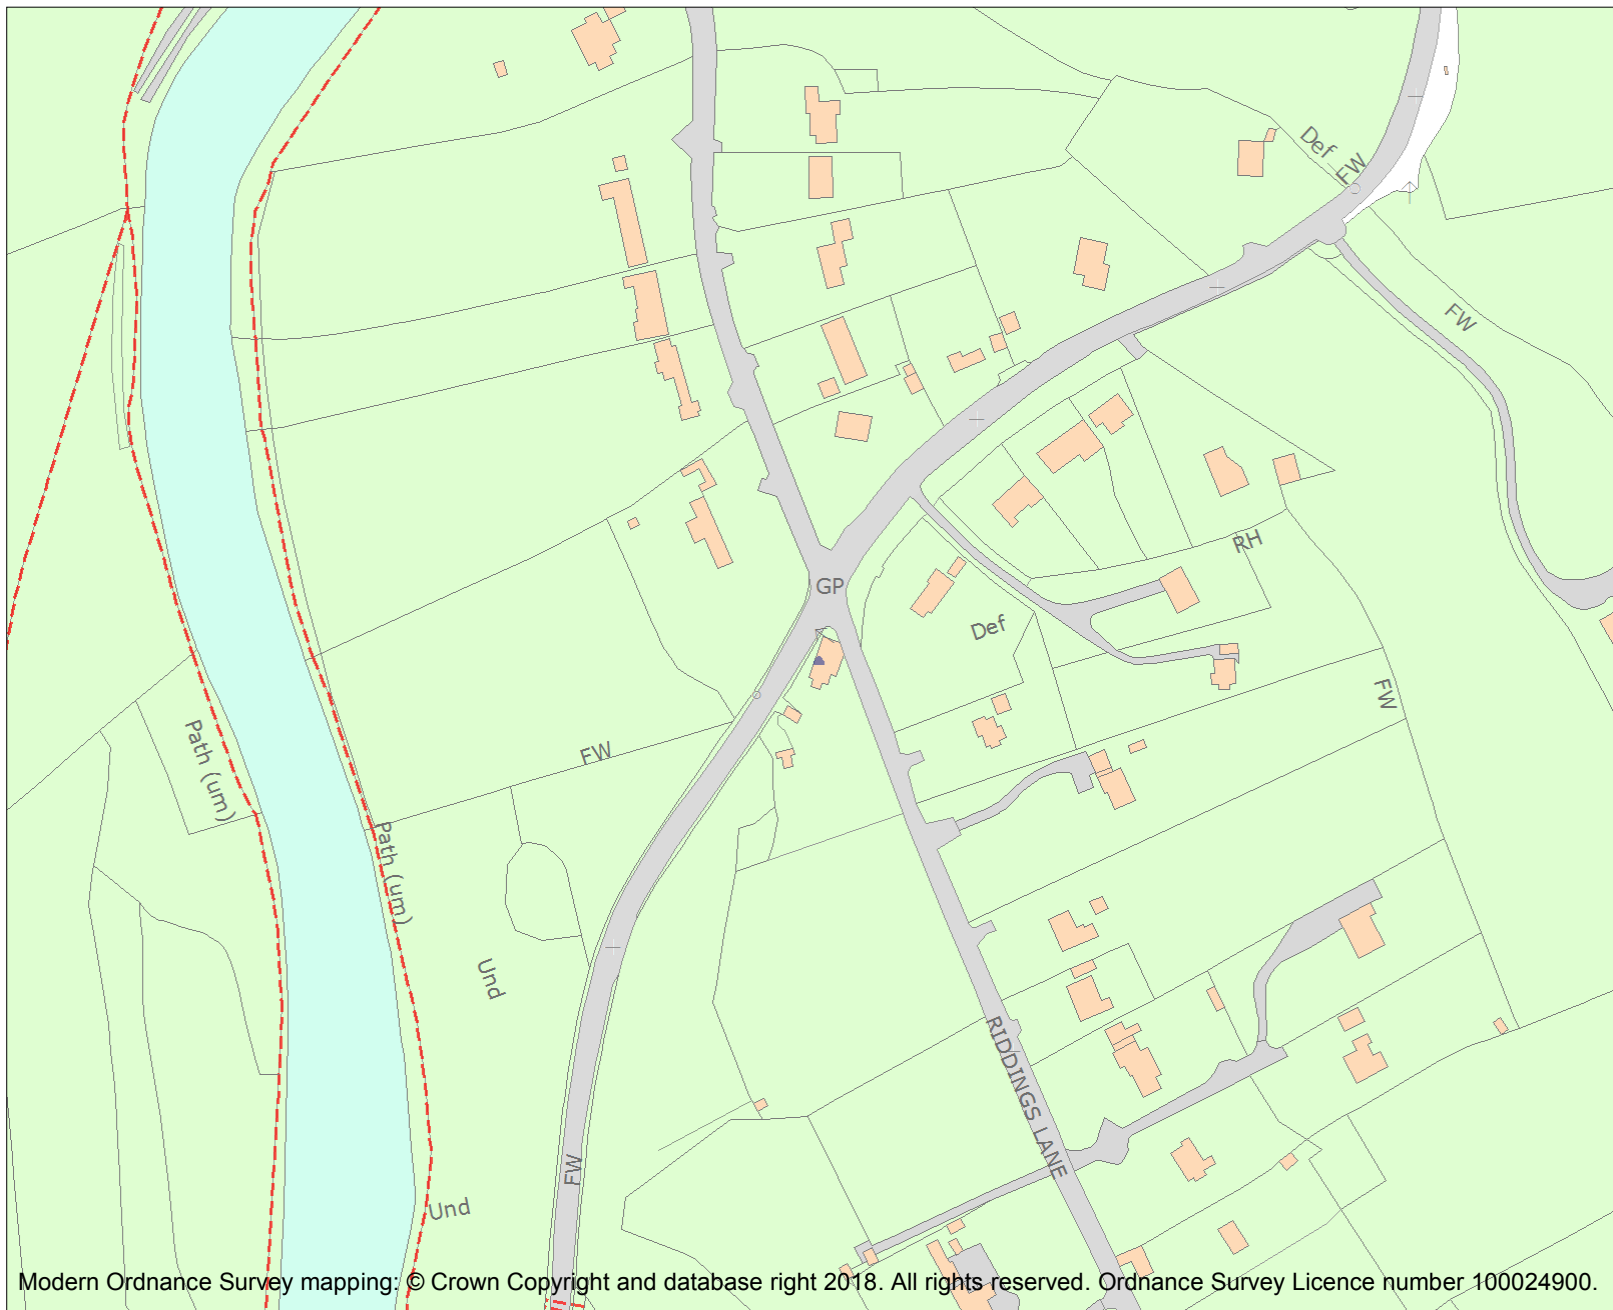 Def
FW
FW
GP
RH
Def
FW
Path (um)
FW
Path (um)
Und
RIDDINGS LANE
FW
Und
Modern Ordnance Survey mapping: © Crown Copyright and database right 2018. All rights reserved. Ordnance Survey Licence number 100024900.